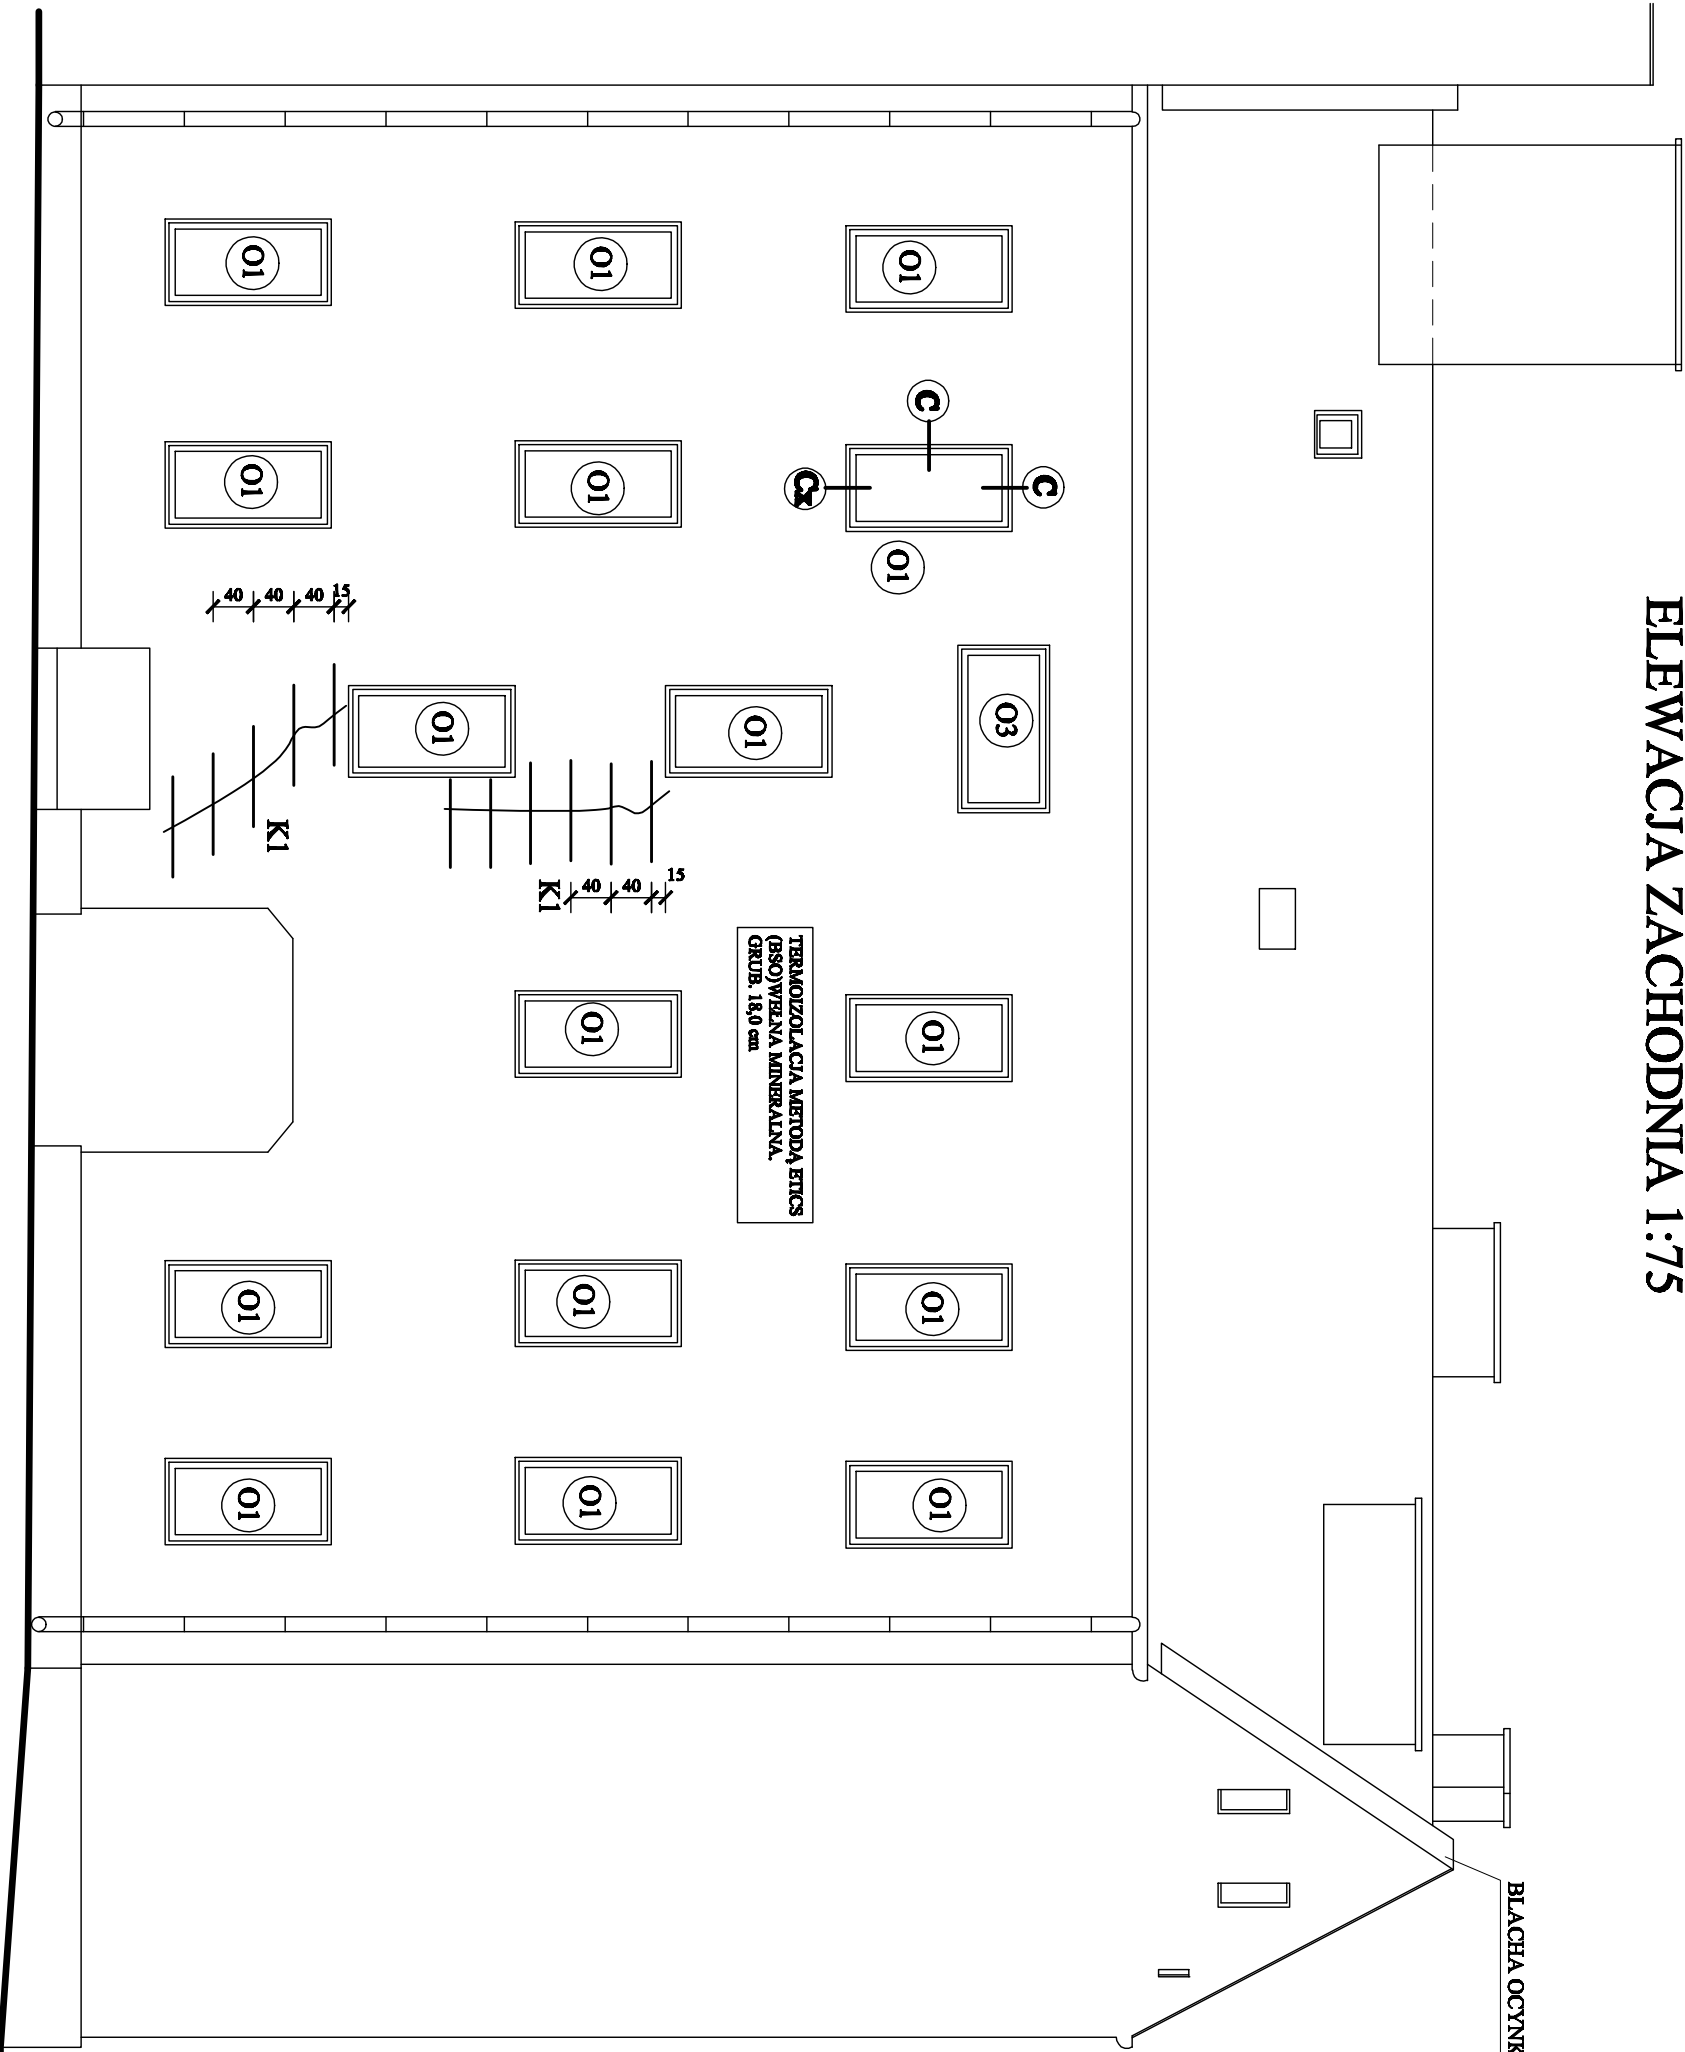 ELEWACJA ZACHODNIA 1:75
BLACHA OCYNK
O3
C
C
Cx
O1
O1
O1
O1
O1
TERMOIZOLACJA METODĄ ETICS
(BSO)WEŁNA MINERALNA,
GRUB. 18,0 cm
O1
O1
O1
O1
O1
O1
15
40
40
K1
O1
15
40
40
40
K1
O1
O1
O1
O1